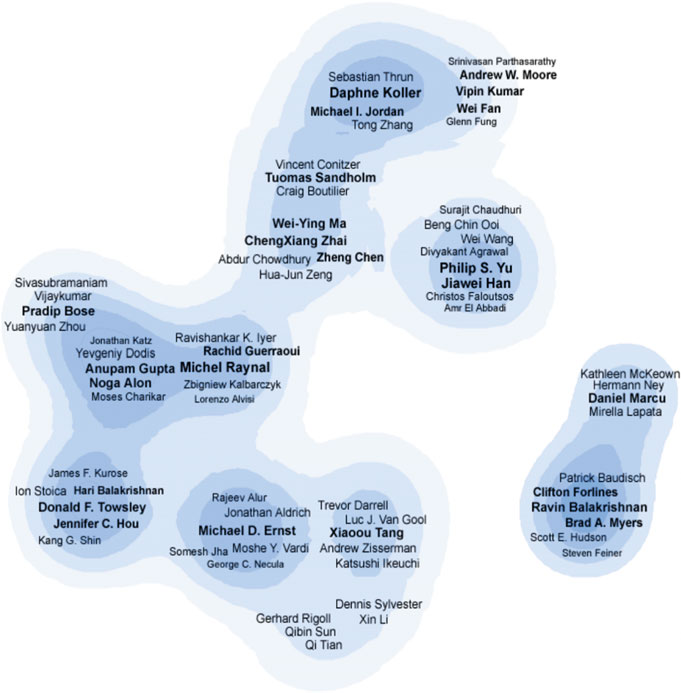 Sebastian Thrun
Daphne Koller
Michael I. Jordan
Tong Zhang
Srinivasan Parthasarathy
Andrew W. Moore
Vipin Kumar
Wei Fan
Glenn Fung
Vincent Conitzer
Tuomas Sandholm
Craig Boutilier
Wei-Ying Ma
ChengXiang Zhai
Abdur Chowdhury Zheng Chen
Hua-Jun Zeng
Surajit Chaudhuri
Beng Chin Ooi
Wei Wang
Divyakant Agrawal
Philip S. Yu
Jiawei Han
Christos Faloutsos
Amr El Abbadi
Sivasubramaniam
Vijaykumar
Pradip Bose
Yuanyuan Zhou
Jonathan Katz
Yevgeniy Dodis
Anupam Gupta
Noga Alon
Moses Charikar
Ravishankar K. Iyer
Rachid Guerraoui
Michel Raynal
Zbigniew Kalbarczyk
Lorenzo Alvisi
Kathleen McKeown
Hermann Ney
Daniel Marcu
Mirella Lapata
Patrick Baudisch
Clifton Forlines
Ravin Balakrishnan
Brad A. Myers
Scott E. Hudson
Steven Feiner
James F. Kurose
Ion Stoica Hari Balakrishnan
Donald F. Towsley
Jennifer C. Hou
Kang G. Shin
Rajeev Alur
Jonathan Aldrich
Michael D. Ernst
Somesh Jha Moshe Y. Vardi
George C. Necula
Trevor Darrell
Luc J. Van Gool
Xiaoou Tang
Andrew Zisserman
Katsushi Ikeuchi
Dennis Sylvester
Xin Li
Gerhard Rigoll
Qibin Sun
Qi Tian